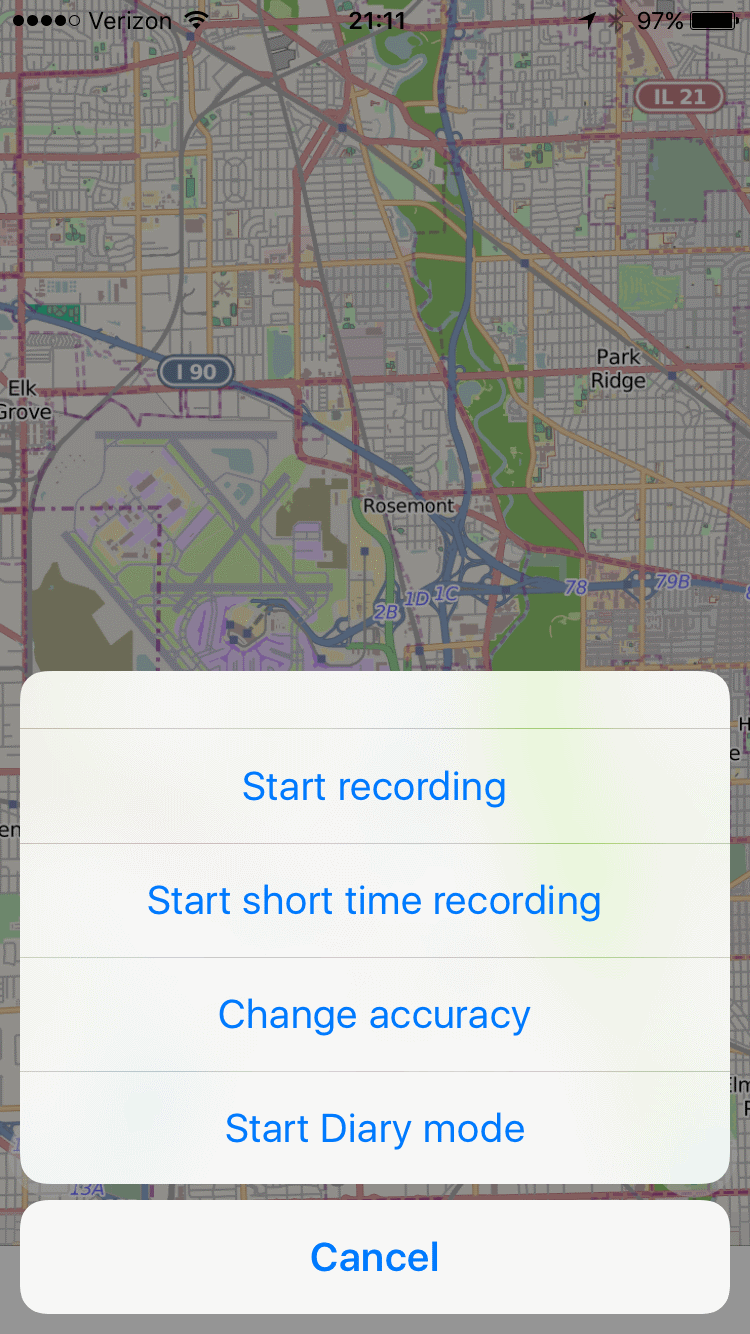 Verizon 21:11 97%
IL 21
Park
Ridge
I 90
Elk
Grove
Rosemont
2B 1D 1C 78 79B
Start recording
Start short time recording
Change accuracy
Start Diary mode
13A
Cancel